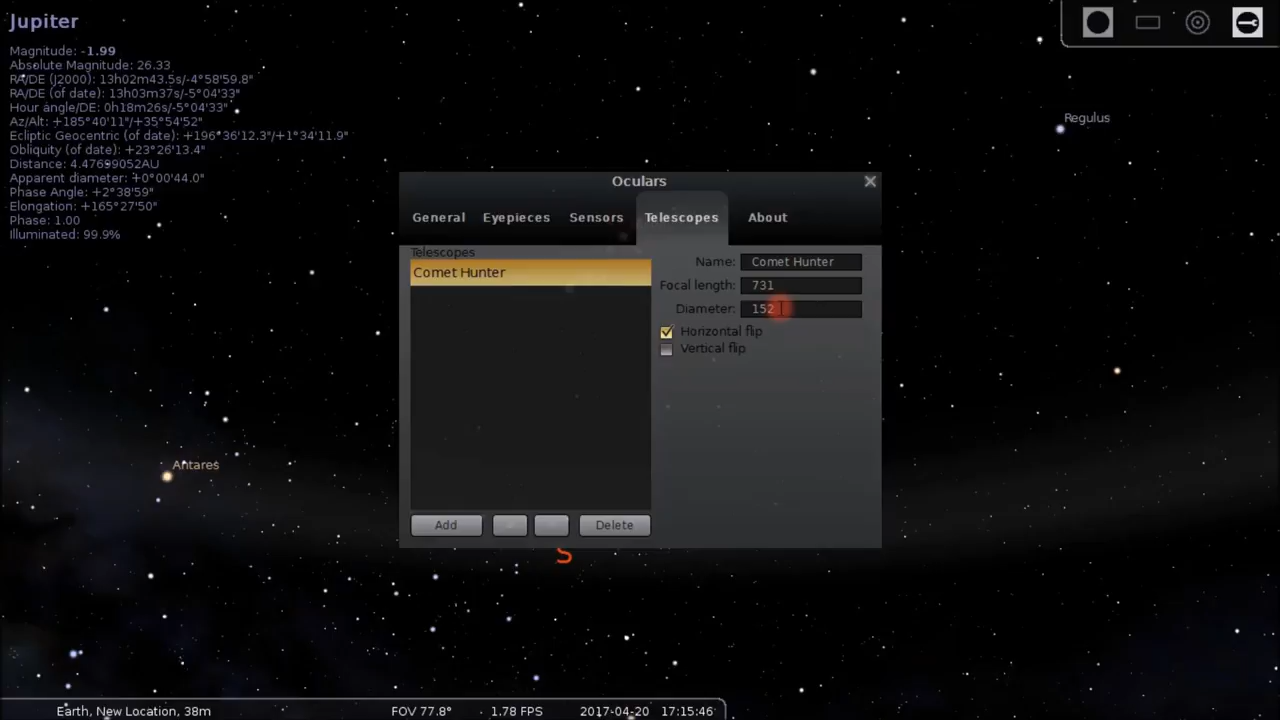 Jupiter
Magnitude: -1.99
Absolute Magnitude: 26.33
RA/DE (J2000): 13h02m43.5s/-4°58'59.8"
RA/DE (of date): 13h03m37s/-5°04'33"
Hour angle/DE: 0h18m26s/-5°04'33"
Az/Alt: +185°40'11"/+35°54'52"
Ecliptic Geocentric (of date): +196°36'12.3"/+1°34'11.9"
Obliquity (of date): +23°26'13.4"
Distance: 4.47699052AU
Apparent diameter: +0°00'44.0"
Phase Angle: +2°38'59"
Elongation: +165°27'50"
Phase: 1.00
Illuminated: 99.9%
Regulus
Oculars
General Eyepieces Sensors Telescopes About
Telescopes
Comet Hunter
Name: Comet Hunter
Focal length: 731
Diameter: 152
Horizontal flip
Vertical flip
Antares
Add Delete
S
Earth, New Location, 38m FOV 77.8° 1.78 FPS 2017-04-20 17:15:46